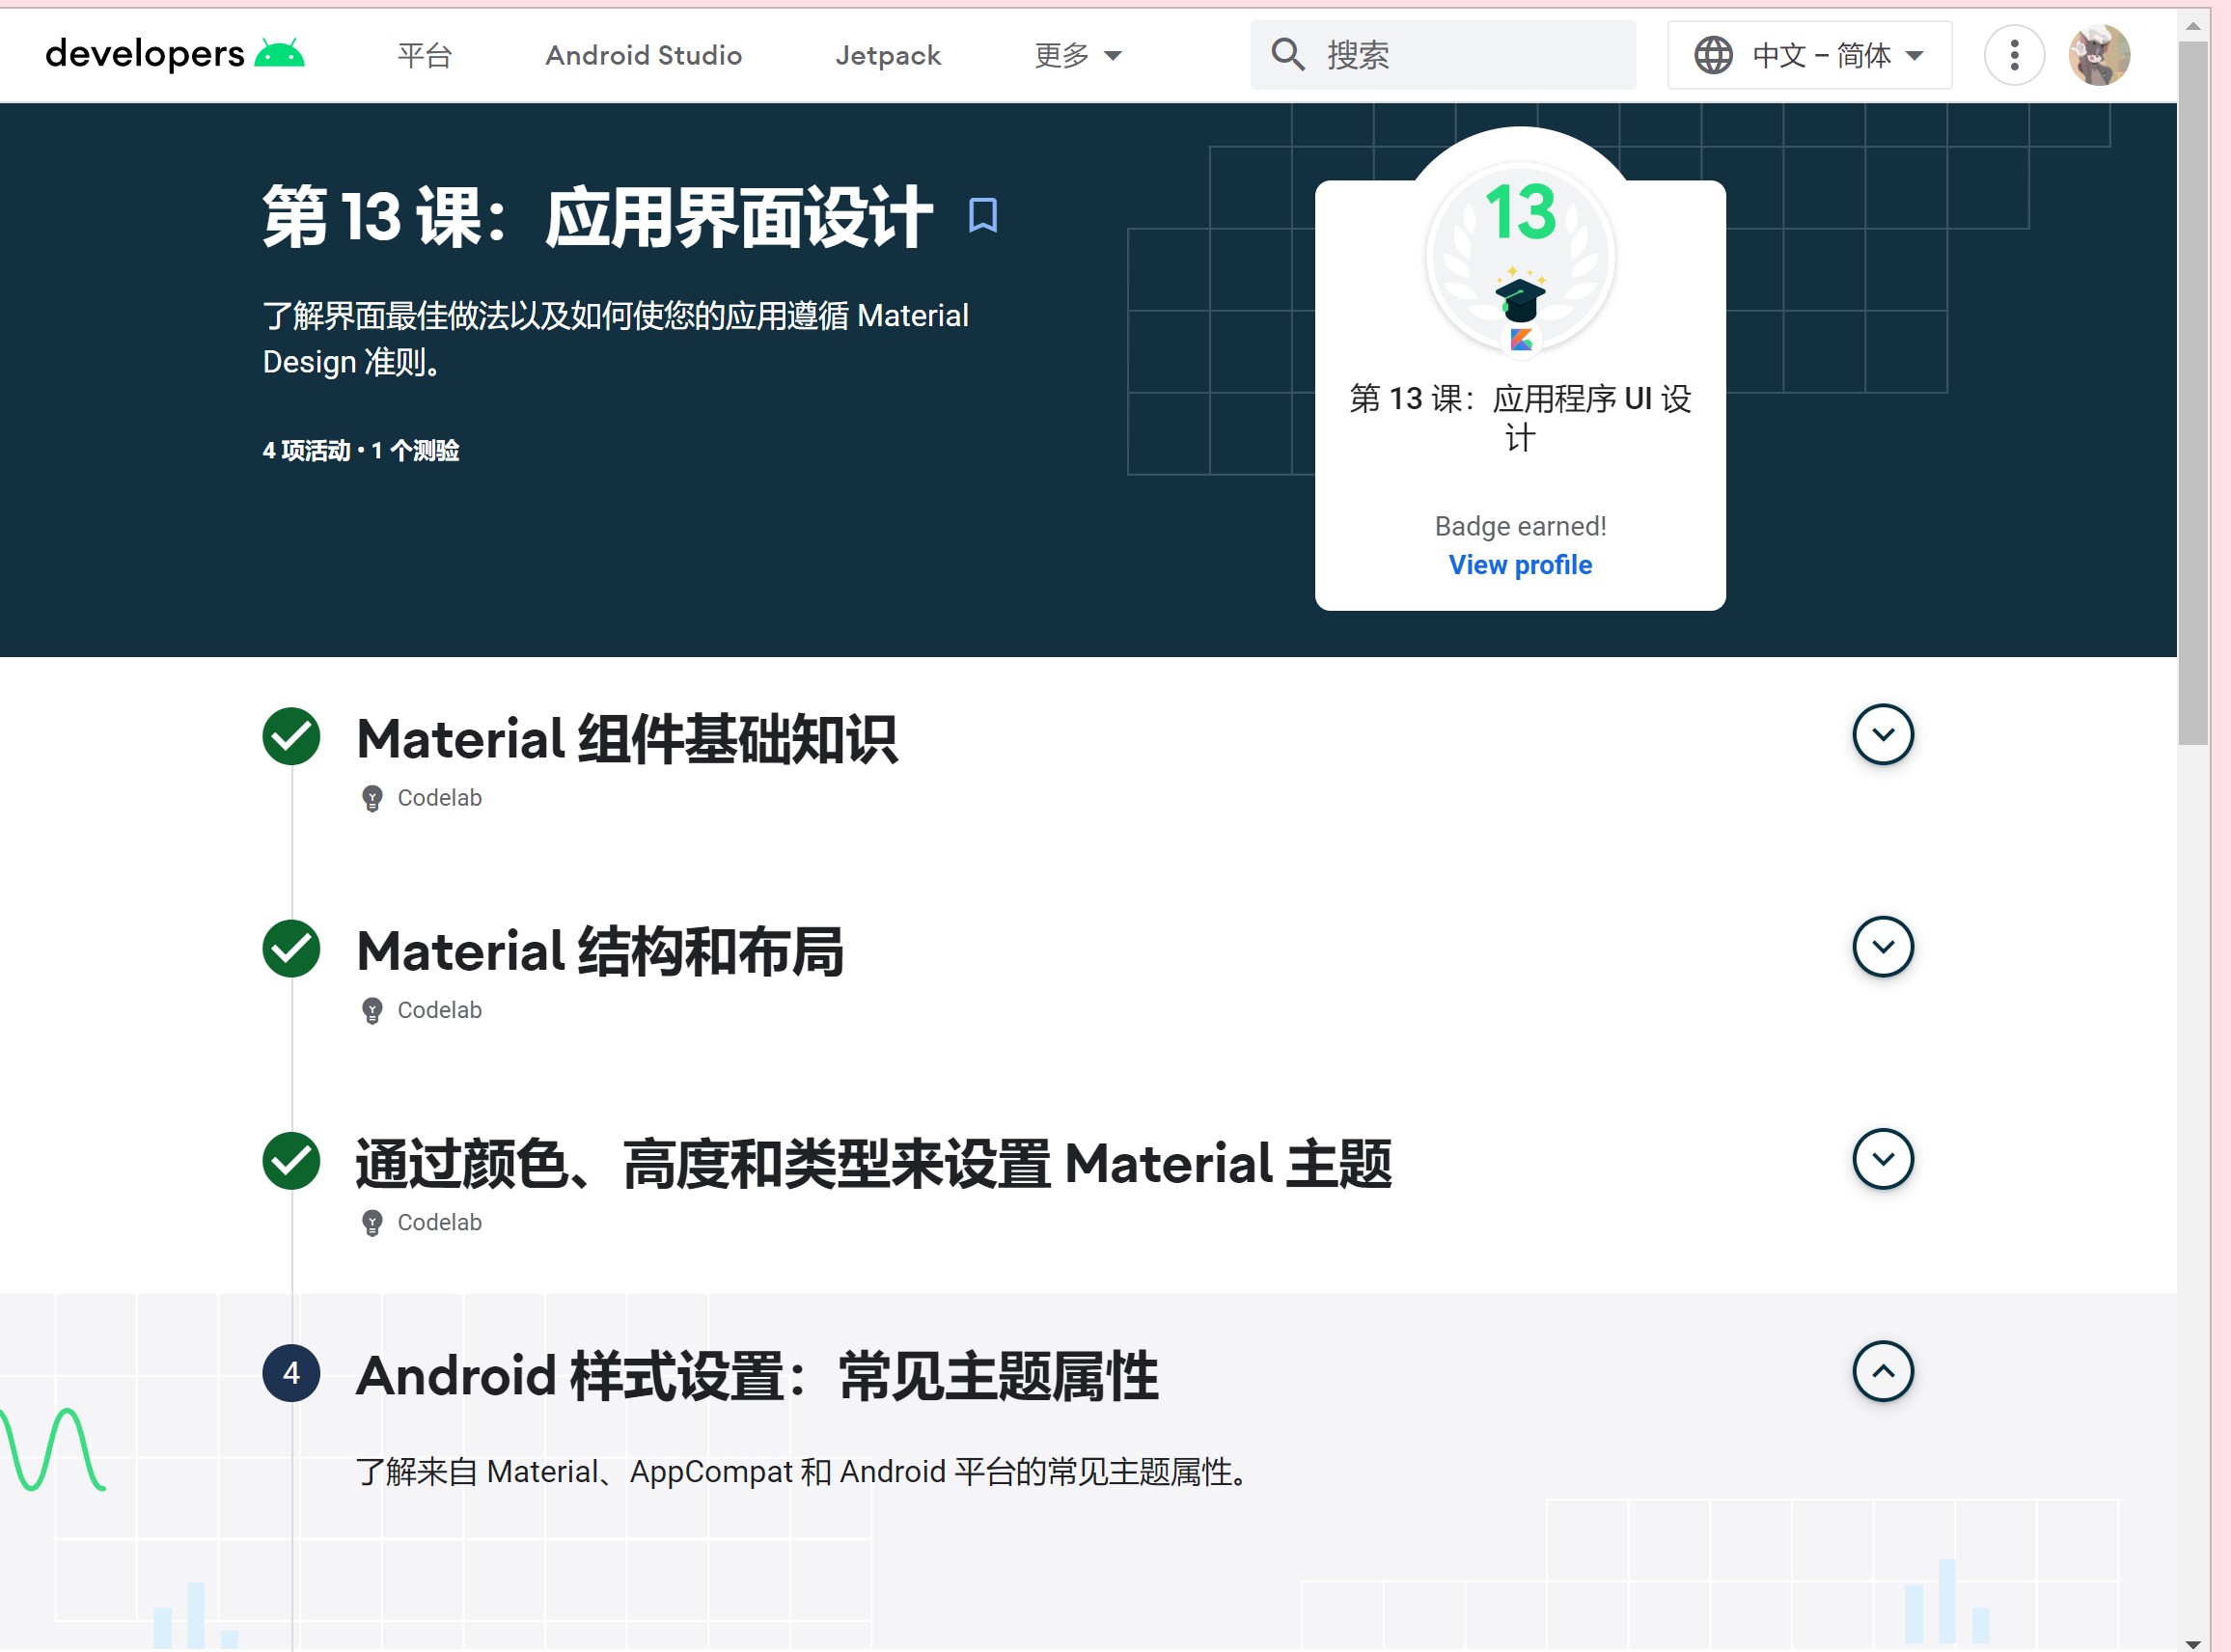 developers
平台
Android Studio
Jetpack
更多
搜索
中文 – 简体
第 13 课：应用界面设计
了解界面最佳做法以及如何使您的应用遵循 Material
Design 准则。
4 项活动 • 1 个测验
13
第 13 课：应用程序 UI 设
计
Badge earned!
View profile
Material 组件基础知识
Codelab
Material 结构和布局
Codelab
通过颜色、高度和类型来设置 Material 主题
Codelab
4
Android 样式设置：常见主题属性
了解来自 Material、AppCompat 和 Android 平台的常见主题属性。